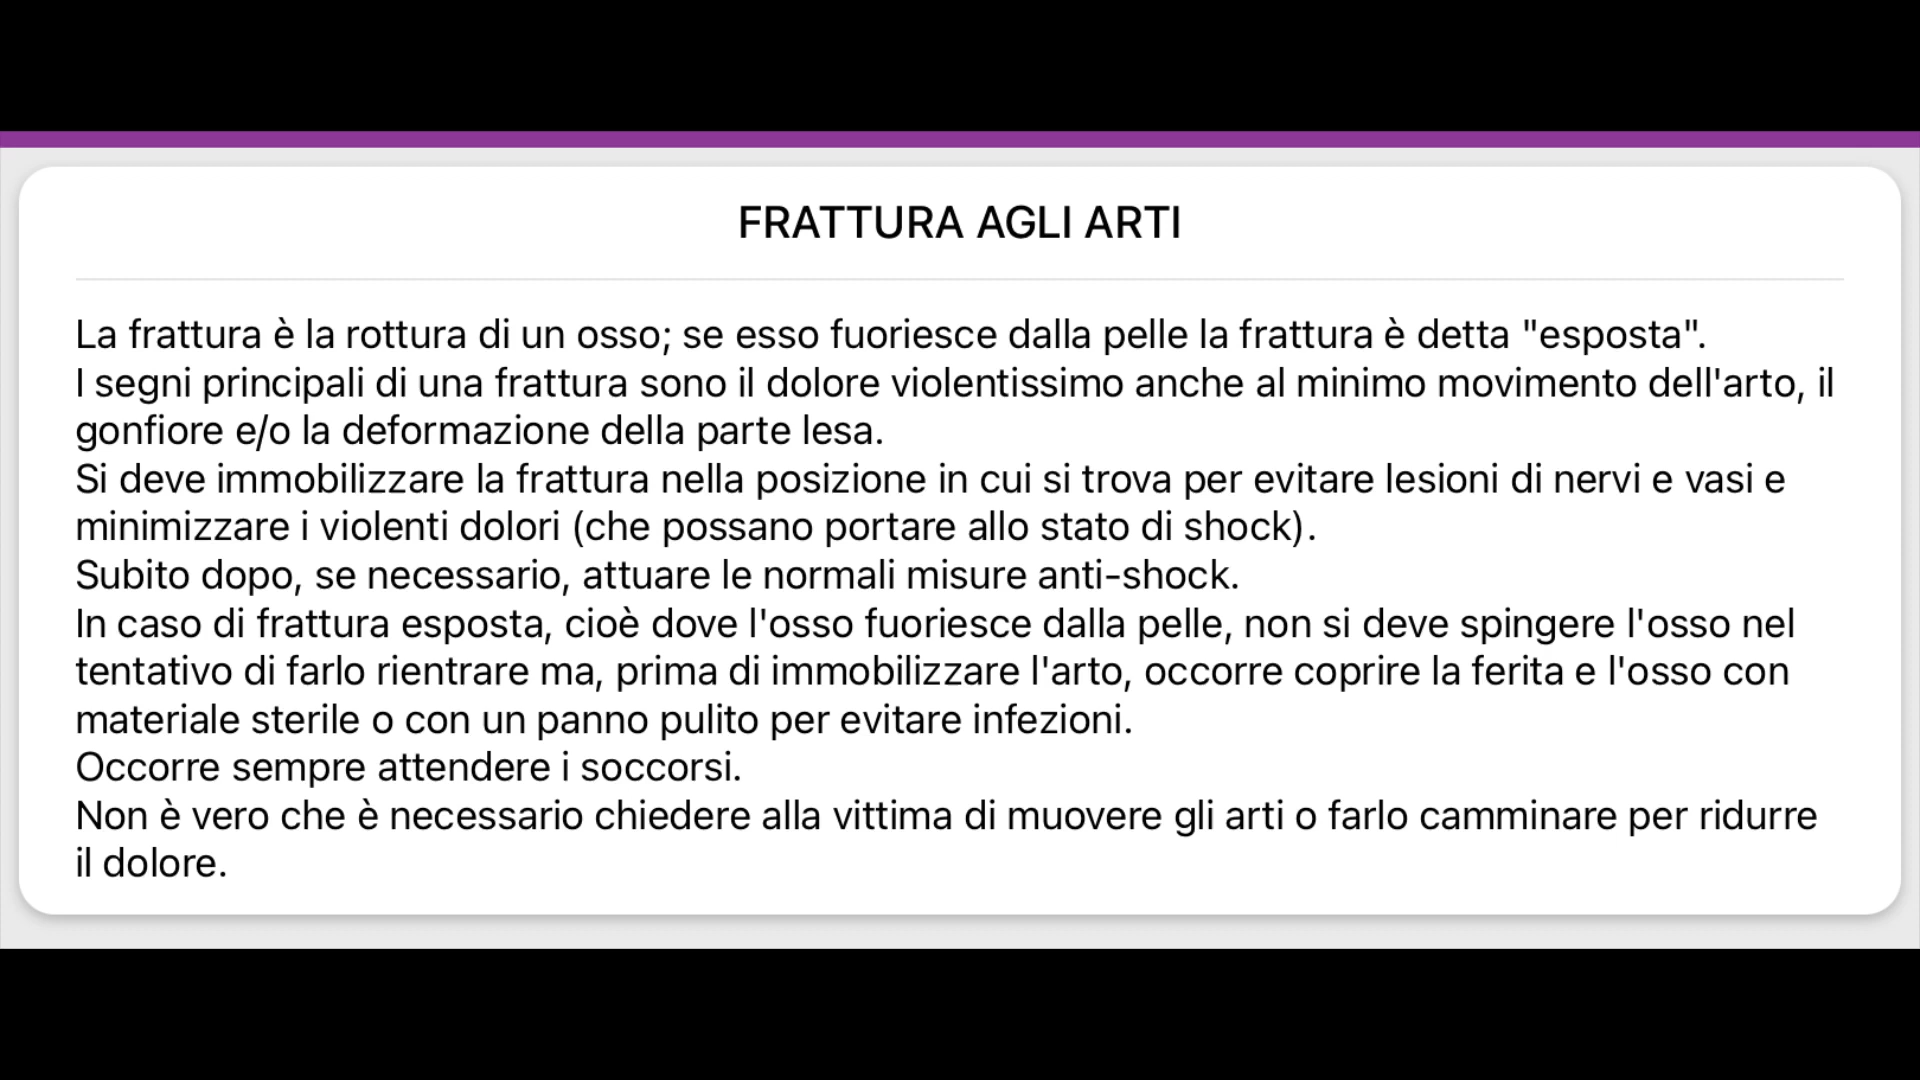 FRATTURA AGLI ARTI
La frattura è la rottura di un osso; se esso fuoriesce dalla pelle la frattura è detta "esposta".
I segni principali di una frattura sono il dolore violentissimo anche al minimo movimento dell'arto, il
gonfiore e/o la deformazione della parte lesa.
Si deve immobilizzare la frattura nella posizione in cui si trova per evitare lesioni di nervi e vasi e
minimizzare i violenti dolori (che possano portare allo stato di shock).
Subito dopo, se necessario, attuare le normali misure anti-shock.
In caso di frattura esposta, cioè dove l'osso fuoriesce dalla pelle, non si deve spingere l'osso nel
tentativo di farlo rientrare ma, prima di immobilizzare l'arto, occorre coprire la ferita e l'osso con
materiale sterile o con un panno pulito per evitare infezioni.
Occorre sempre attendere i soccorsi.
Non è vero che è necessario chiedere alla vittima di muovere gli arti o farlo camminare per ridurre
il dolore.